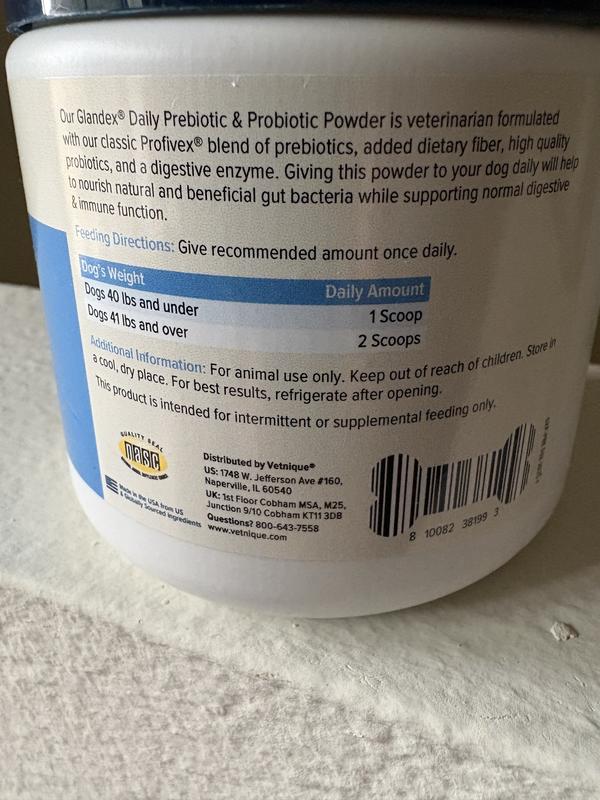 Our Glandex® Daily Prebiotic & Probiotic Powder is veterinarian formulated
with our classic Profivex® blend of prebiotics, added dietary fiber, high quality
probiotics, and a digestive enzyme. Giving this powder to your dog daily will help
to nourish natural and beneficial gut bacteria while supporting normal digestive
& immune function.
Feeding Directions: Give recommended amount once daily.
Dog's Weight Daily Amount
Dogs 40 lbs and under 1 Scoop
Dogs 41 lbs and over 2 Scoops
Additional Information: For animal use only. Keep out of reach of children. Store in
a cool, dry place. For best results, refrigerate after opening.
This product is intended for intermittent or supplemental feeding only.
QUALITY SEAL
nasc
Made in the USA from US
& Globally Sourced Ingredients
Distributed by Vetnique®
US: 1748 W. Jefferson Ave #160,
Naperville, IL 60540
UK: 1st Floor Cobham MSA, M25,
Junction 9/10 Cobham KT11 3DB
Questions? 800-643-7558
www.vetnique.com
8 10082 38199 3